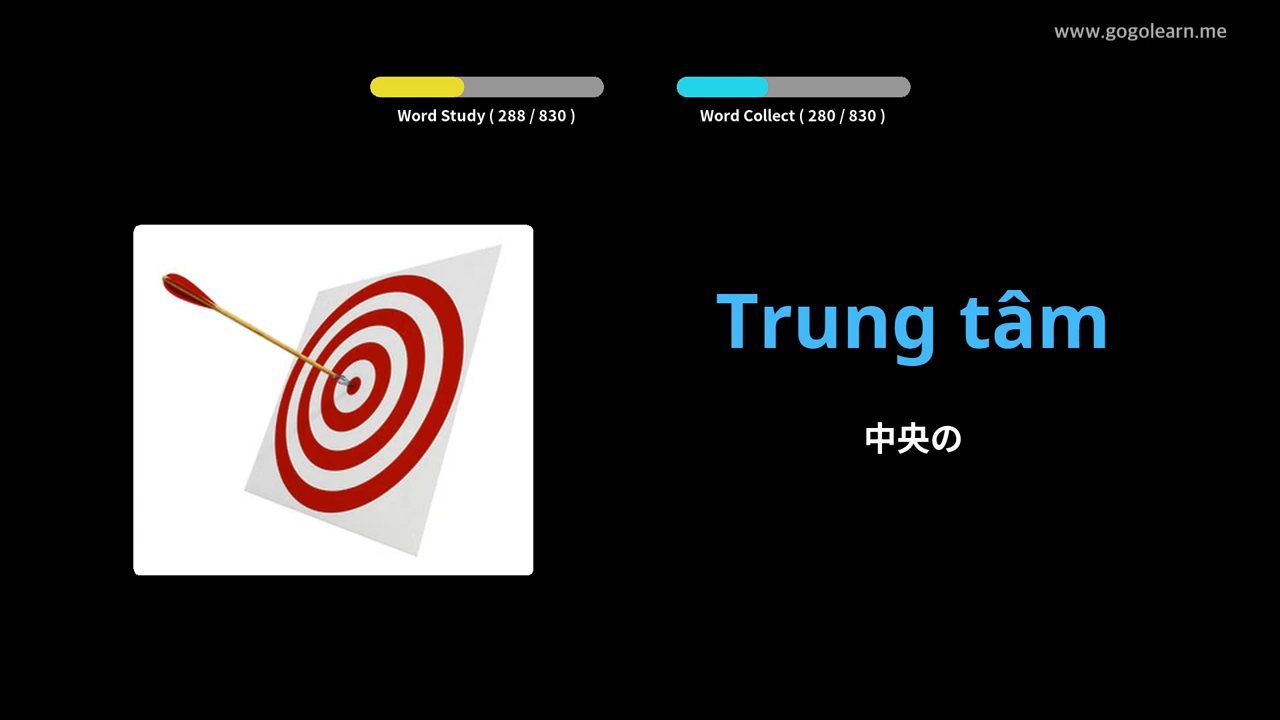 www.gogolearn.me
Word Study ( 288 / 830 )
Word Collect ( 280 / 830 )
Trung tâm
中央の